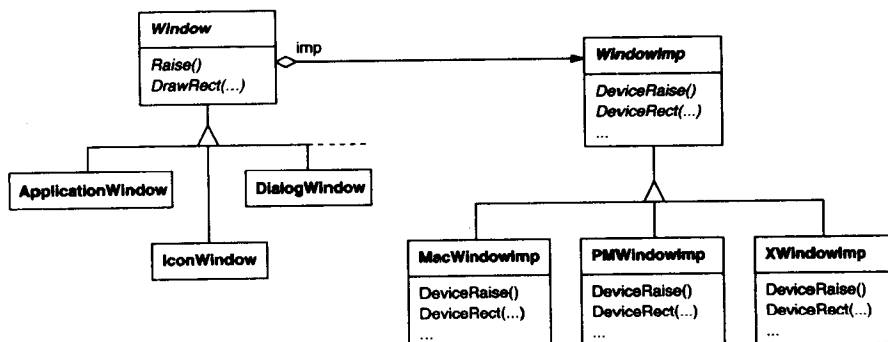 Window
Raise()
DrawRect(...)
imp
WindowImp
DeviceRaise()
DeviceRect(...)
...
ApplicationWindow
DialogWindow
IconWindow
MacWindowImp
DeviceRaise()
DeviceRect(...)
...
PMWindowImp
DeviceRaise()
DeviceRect(...)
...
XWindowImp
DeviceRaise()
DeviceRect(...)
...